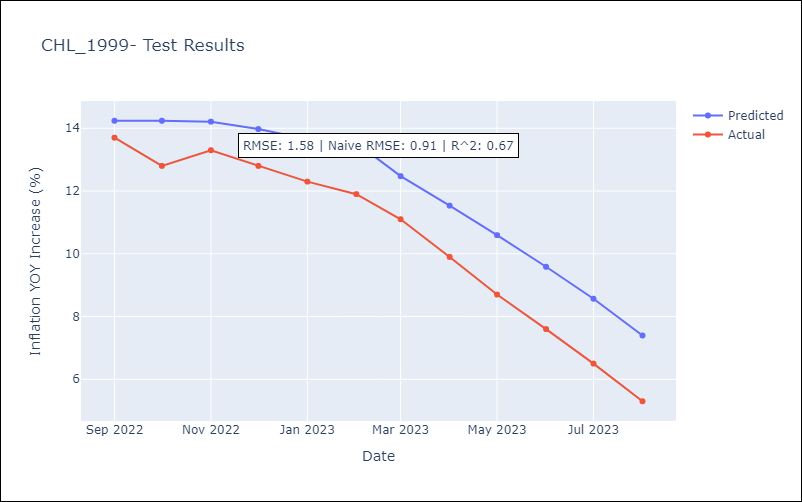 CHL_1999- Test Results
Predicted
Actual
RMSE: 1.58 | Naive RMSE: 0.91 | R^2: 0.67
14
12
10
8
6
Inflation YOY Increase (%)
Sep 2022 Nov 2022 Jan 2023 Mar 2023 May 2023 Jul 2023
Date